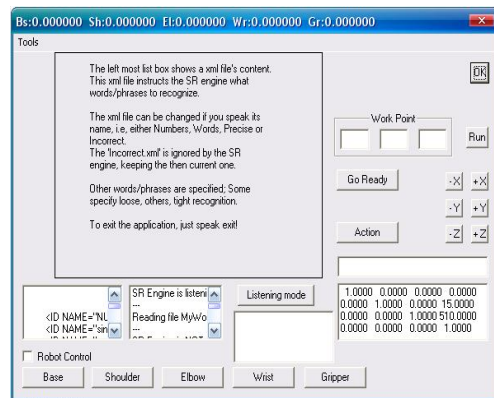 Bs:0.000000 Sh:0.000000 El:0.000000 Wr:0.000000 Gr:0.000000
Tools
The left most list box shows a xml file's content.
This xml file instructs the SR engine what
words/phrases to recognize.
The xml file can be changed if you speak its
name, i.e, either Numbers, Words, Precise or
Incorrect.
The 'Incorrect.xml' is ignored by the SR
engine, keeping the then current one.
Other words/phrases are specified; Some
specify loose, others, tight recognition.
To exit the application, just speak exit!
OK
Work Point
Run
Go Ready
-X +X
-Y +Y
Action
-Z +Z
<ID NAME="NU
<ID NAME="sin
SR Engine is listeni
---
Reading file MyWo
---
Listening mode
1.0000 0.0000 0.0000 0.0000
0.0000 1.0000 0.0000 15.0000
0.0000 0.0000 1.0000 510.0000
0.0000 0.0000 0.0000 1.0000
Robot Control
Base Shoulder Elbow Wrist Gripper